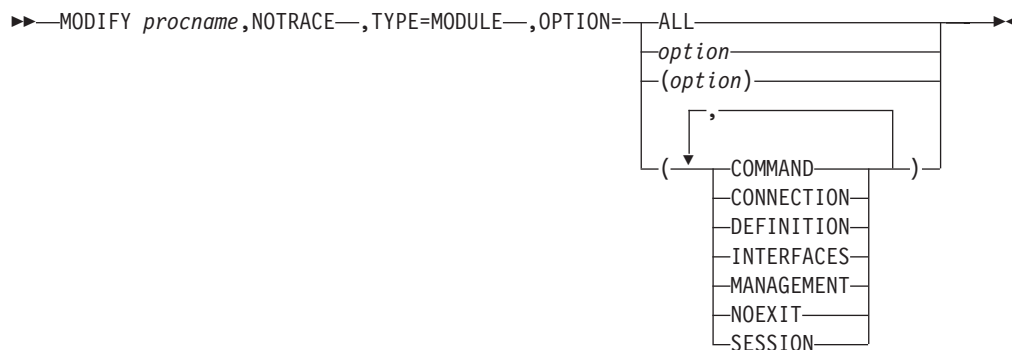 MODIFY procname,NOTRACE ,TYPE=MODULE ,OPTION= ALL
option
(option)
,
( COMMAND )
CONNECTION
DEFINITION
INTERFACES
MANAGEMENT
NOEXIT
SESSION